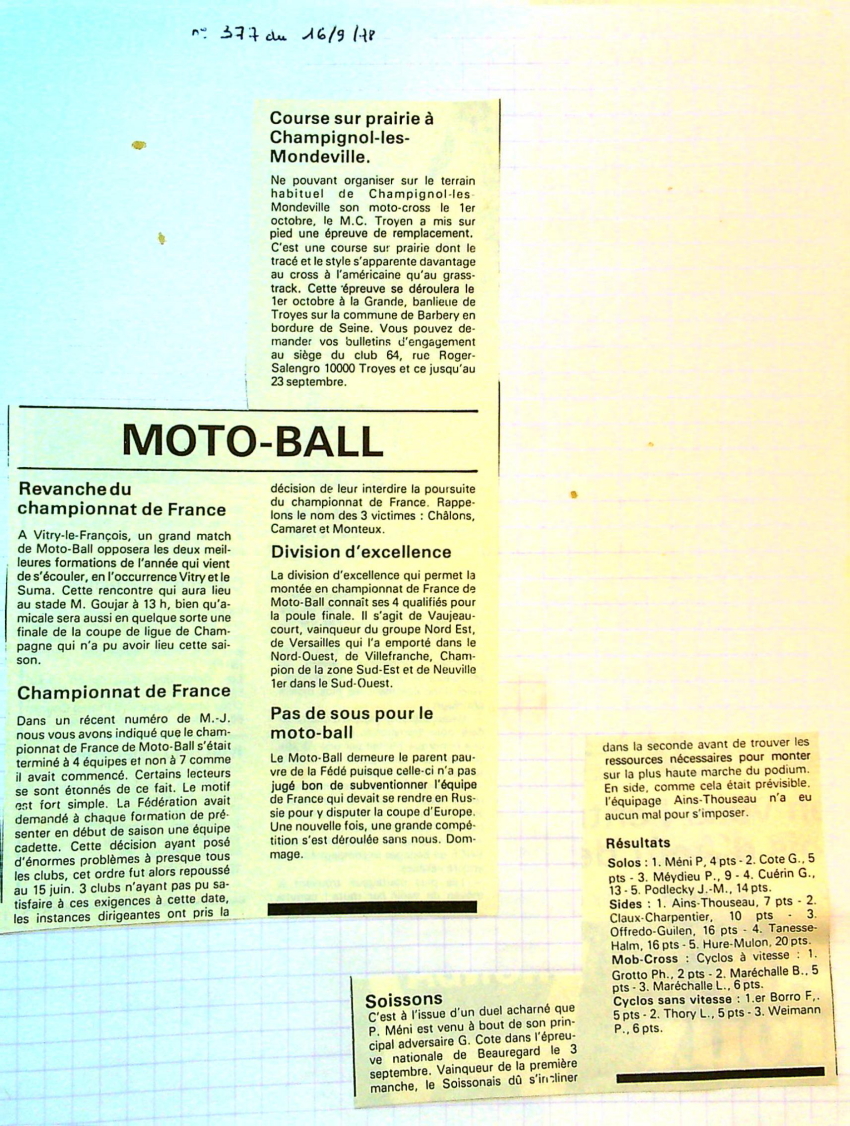 n° 377 du 16/9/78
Course sur prairie à
Champignol-les-
Mondeville.
Ne pouvant organiser sur le terrain
habituel de Champignol-les-
Mondeville son moto-cross le 1er
octobre, le M.C. Troyen a mis sur
pied une épreuve de remplacement.
C'est une course sur prairie dont le
tracé et le style s'apparente davantage
au cross à l'américaine qu'au grass-
track. Cette épreuve se déroulera le
1er octobre à la Grande, banlieue de
Troyes sur la commune de Barbery en
bordure de Seine. Vous pouvez de-
mander vos bulletins d'engagement
au siège du club 64, rue Roger-
Salengro 10000 Troyes et ce jusqu'au
23 septembre.
MOTO-BALL
Revanche du
championnat de France
A Vitry-le-François, un grand match
de Moto-Ball opposera les deux meil-
leures formations de l'année qui vient
de s'écouler, en l'occurrence Vitry et le
Suma. Cette rencontre qui aura lieu
au stade M. Goujar à 13 h, bien qu'a-
micale sera aussi en quelque sorte une
finale de la coupe de ligue de Cham-
pagne qui n'a pu avoir lieu cette sai-
son.
Championnat de France
Dans un récent numéro de M.-J.
nous vous avons indiqué que le cham-
pionnat de France de Moto-Ball s'était
terminé à 4 équipes et non à 7 comme
il avait commencé. Certains lecteurs
se sont étonnés de ce fait. Le motif
est fort simple. La Fédération avait
demandé à chaque formation de pré-
senter en début de saison une équipe
cadette. Cette décision ayant posé
d'énormes problèmes à presque tous
les clubs, cet ordre fut alors repoussé
au 15 juin. 3 clubs n'ayant pas pu sa-
tisfaire à ces exigences à cette date,
les instances dirigeantes ont pris la
décision de leur interdire la poursuite
du championnat de France. Rappe-
lons le nom des 3 victimes : Châlons,
Camaret et Monteux.
Division d'excellence
La division d'excellence qui permet la
montée en championnat de France de
Moto-Ball connaît ses 4 qualifiés pour
la poule finale. Il s'agit de Vaujeau-
court, vainqueur du groupe Nord Est,
de Versailles qui l'a emporté dans le
Nord-Ouest, de Villefranche, Cham-
pion de la zone Sud-Est et de Neuville
1er dans le Sud-Ouest.
Pas de sous pour le
moto-ball
Le Moto-Ball demeure le parent pau-
vre de la Fédé puisque celle-ci n'a pas
jugé bon de subventionner l'équipe
de France qui devait se rendre en Rus-
sie pour y disputer la coupe d'Europe.
Une nouvelle fois, une grande compé-
tition s'est déroulée sans nous. Dom-
mage.
Soissons
C'est à l'issue d'un duel acharné que
P. Méni est venu à bout de son prin-
cipal adversaire G. Cote dans l'épreu-
ve nationale de Beauregard le 3
septembre. Vainqueur de la première
manche, le Soissonais dû s'incliner
dans la seconde avant de trouver les
ressources nécessaires pour monter
sur la plus haute marche du podium.
En side, comme cela était prévisible,
l'équipage Ains-Thouseau n'a eu
aucun mal pour s'imposer.
Résultats
Solos : 1. Méni P, 4 pts - 2. Cote G., 5
pts - 3. Méydieu P., 9 - 4. Cuérin G.,
13 - 5. Podlecky J.-M., 14 pts.
Sides : 1. Ains-Thouseau, 7 pts - 2.
Claux-Charpentier, 10 pts - 3.
Offredo-Guilen, 16 pts - 4. Tanesse-
Halm, 16 pts - 5. Hure-Mulon, 20 pts.
Mob-Cross : Cyclos à vitesse : 1.
Grotto Ph., 2 pts - 2. Maréchalle B., 5
pts - 3. Maréchalle L., 6 pts.
Cyclos sans vitesse : 1.er Borro F,.
5 pts - 2. Thory L., 5 pts - 3. Weimann
P., 6 pts.